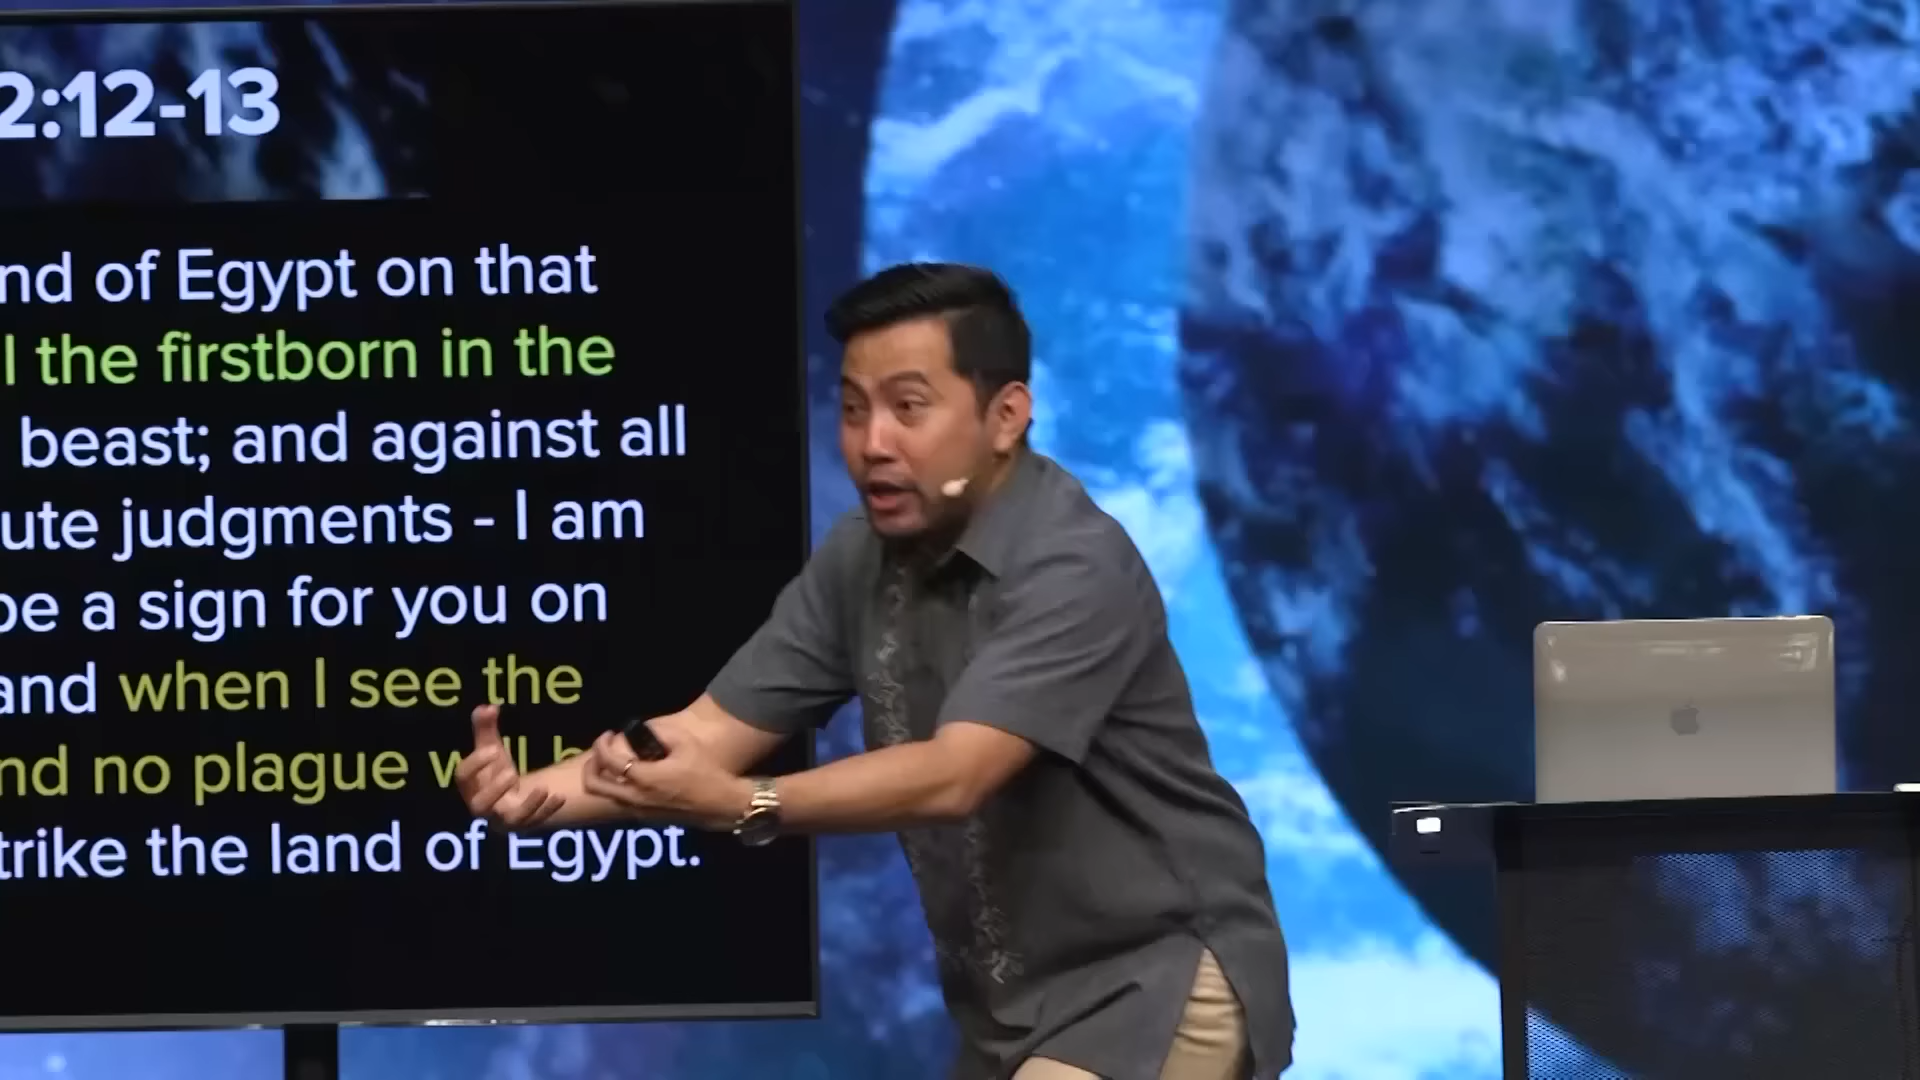 2:12-13
nd of Egypt on that
l the firstborn in the
beast; and against all
ute judgments - I am
be a sign for you on
and when I see the
nd no plague will b
trike the land of Egypt.